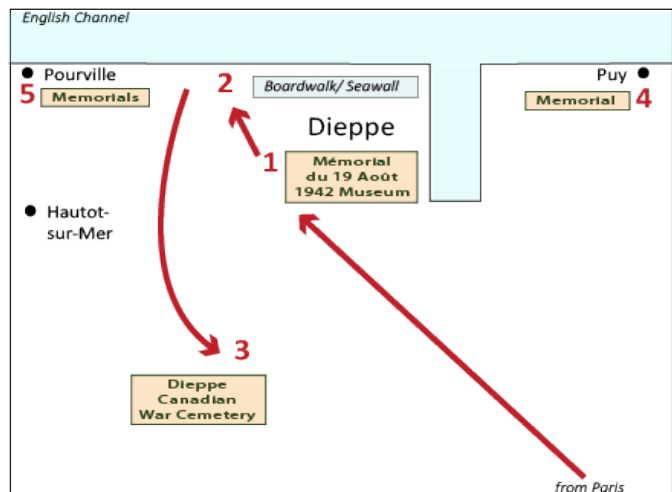 English Channel
Pourville
5
Memorials
2
Boardwalk/ Seawall
Puy
Memorial
4
Dieppe
1
Mémorial
du 19 Août
1942 Museum
Hautot-
sur-Mer
3
Dieppe
Canadian
War Cemetery
from Paris